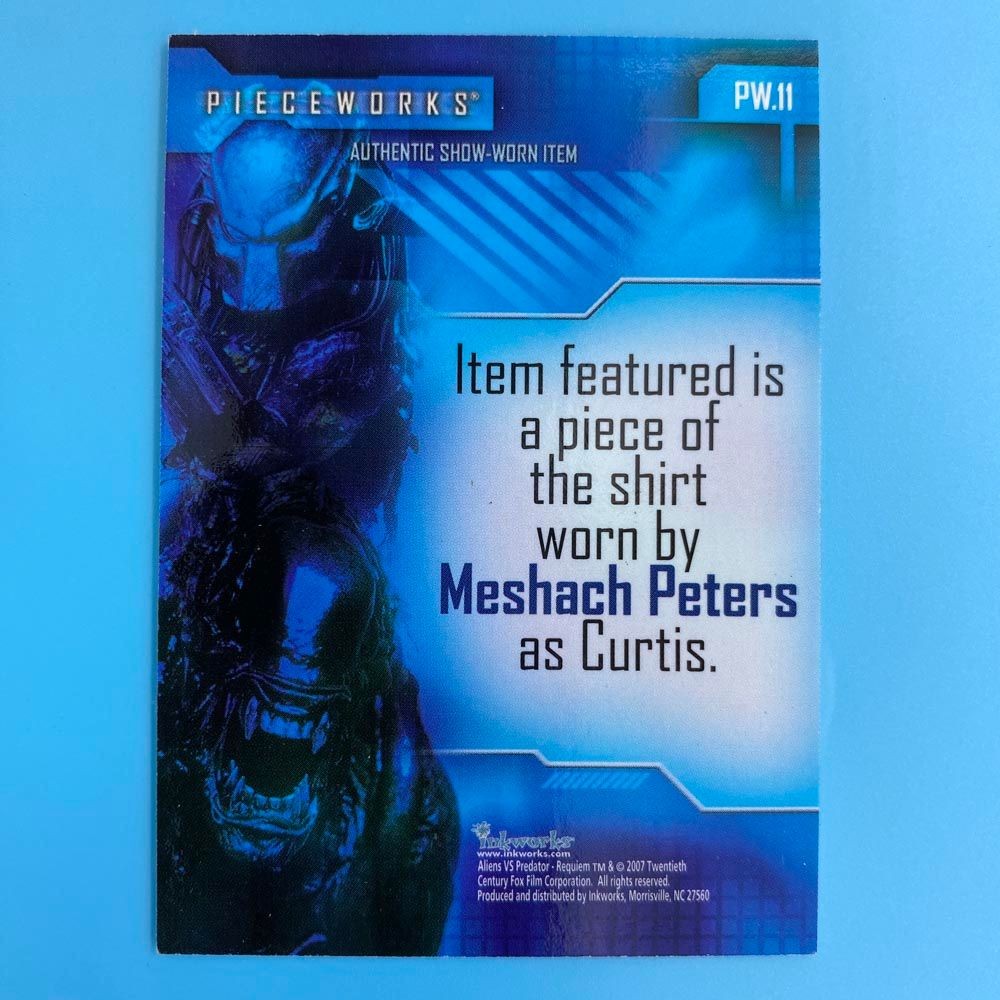 PIECEWORKS®
PW.11
AUTHENTIC SHOW-WORN ITEM
Item featured is
a piece of
the shirt
worn by
Meshach Peters
as Curtis.
inkworks™
www.inkworks.com
Aliens VS Predator - Requiem TM & © 2007 Twentieth
Century Fox Film Corporation. All rights reserved.
Produced and distributed by Inkworks, Morrisville, NC 27560